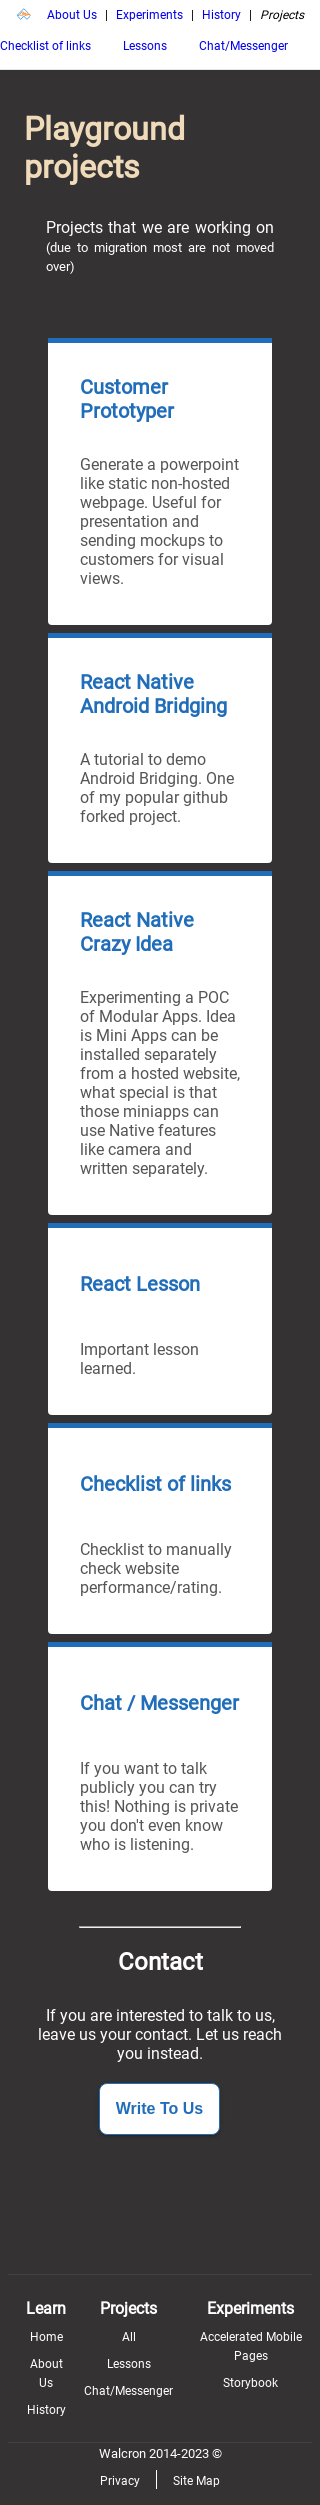 About Us | Experiments | History | Projects
Checklist of links Lessons Chat/Messenger
Playground
projects
Projects that we are working on
(due to migration most are not moved
over)
Customer
Prototyper
Generate a powerpoint
like static non-hosted
webpage. Useful for
presentation and
sending mockups to
customers for visual
views.
React Native
Android Bridging
A tutorial to demo
Android Bridging. One
of my popular github
forked project.
React Native
Crazy Idea
Experimenting a POC
of Modular Apps. Idea
is Mini Apps can be
installed separately
from a hosted website,
what special is that
those miniapps can
use Native features
like camera and
written separately.
React Lesson
Important lesson
learned.
Checklist of links
Checklist to manually
check website
performance/rating.
Chat / Messenger
If you want to talk
publicly you can try
this! Nothing is private
you don't even know
who is listening.
Contact
If you are interested to talk to us,
leave us your contact. Let us reach
you instead.
Write To Us
Learn
Home
About
Us
History
Projects
All
Lessons
Chat/Messenger
Experiments
Accelerated Mobile
Pages
Storybook
Walcron 2014-2023 ©
Privacy Site Map